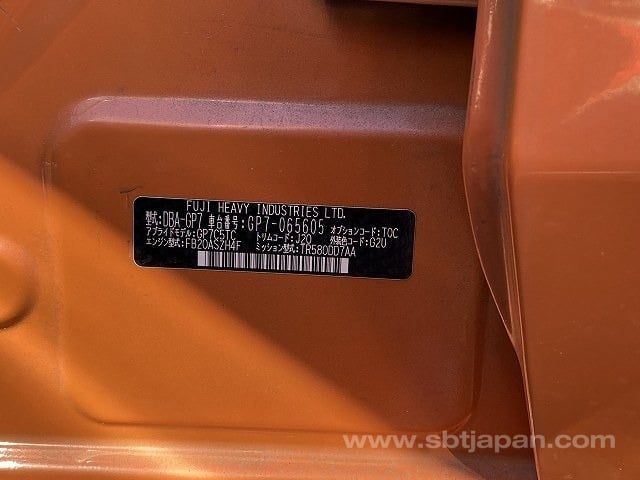 FUJI HEAVY INDUSTRIES LTD.
型式: DBA-GP7 車台番号: GP7-065605 オプションコード: TOC
アプライドモデル: GP7C5TC トリムコード: J20 外装色コード: G2U
エンジン型式: FB20ASZH4F ミッション型式: TR580DD7AA
www.sbtjapan.com